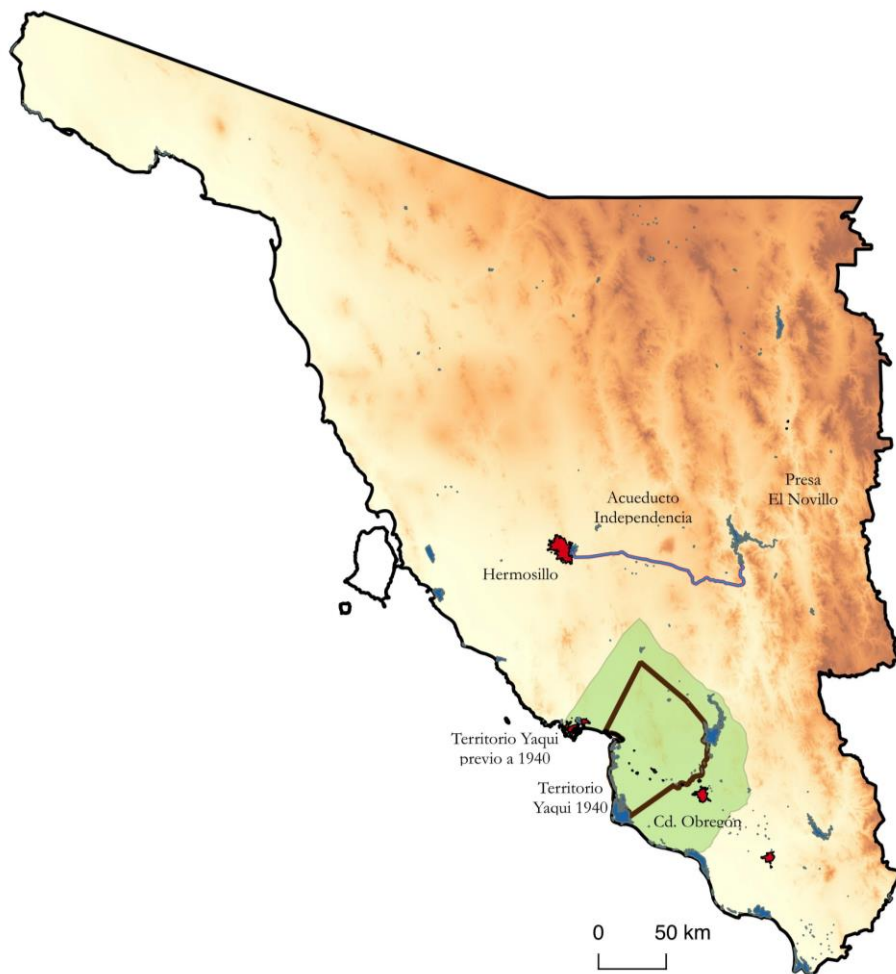 Presa
El Novillo
Acueducto
Independencia
Hermosillo
Territorio Yaqui
previo a 1940
Territorio
Yaqui 1940
Cd. Obregón
0 50 km